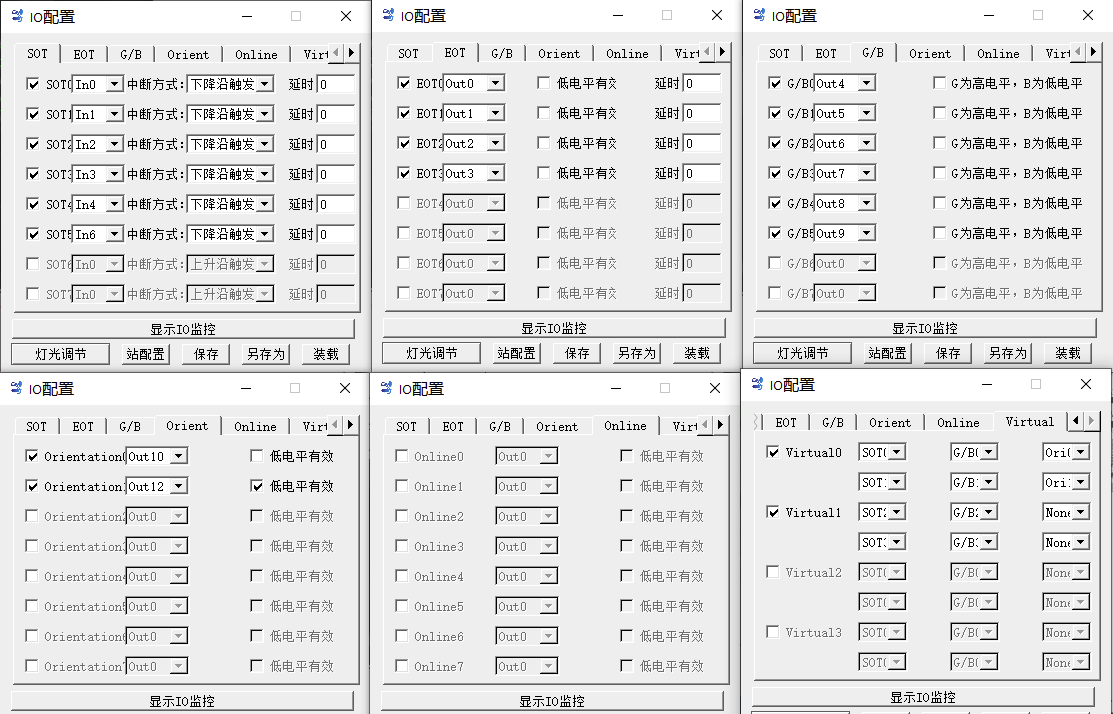 IO配置
SOT EOT G/B Orient Online Virt
SOT0 In0 中断方式: 下降沿触发 延时 0
SOT1 In1 中断方式: 下降沿触发 延时 0
SOT2 In2 中断方式: 下降沿触发 延时 0
SOT3 In3 中断方式: 下降沿触发 延时 0
SOT4 In4 中断方式: 下降沿触发 延时 0
SOT5 In6 中断方式: 下降沿触发 延时 0
SOT6 In0 中断方式: 上升沿触发 延时 0
SOT7 In0 中断方式: 上升沿触发 延时 0
显示IO监控
灯光调节 站配置 保存 另存为 装载
IO配置
SOT EOT G/B Orient Online Virt
EOT0 Out0 低电平有效 延时 0
EOT1 Out1 低电平有效 延时 0
EOT2 Out2 低电平有效 延时 0
EOT3 Out3 低电平有效 延时 0
EOT4 Out0 低电平有效 延时 0
EOT5 Out0 低电平有效 延时 0
EOT6 Out0 低电平有效 延时 0
EOT7 Out0 低电平有效 延时 0
显示IO监控
灯光调节 站配置 保存 另存为 装载
IO配置
SOT EOT G/B Orient Online Virt
G/B0 Out4 G为高电平，B为低电平
G/B1 Out5 G为高电平，B为低电平
G/B2 Out6 G为高电平，B为低电平
G/B3 Out7 G为高电平，B为低电平
G/B4 Out8 G为高电平，B为低电平
G/B5 Out9 G为高电平，B为低电平
G/B6 Out0 G为高电平，B为低电平
G/B7 Out0 G为高电平，B为低电平
显示IO监控
灯光调节 站配置 保存 另存为 装载
IO配置
SOT EOT G/B Orient Online Virt
Orientation0 Out10 低电平有效
Orientation1 Out12 低电平有效
Orientation2 Out0 低电平有效
Orientation3 Out0 低电平有效
Orientation4 Out0 低电平有效
Orientation5 Out0 低电平有效
Orientation6 Out0 低电平有效
Orientation7 Out0 低电平有效
显示IO监控
IO配置
SOT EOT G/B Orient Online Virt
Online0 Out0 低电平有效
Online1 Out0 低电平有效
Online2 Out0 低电平有效
Online3 Out0 低电平有效
Online4 Out0 低电平有效
Online5 Out0 低电平有效
Online6 Out0 低电平有效
Online7 Out0 低电平有效
显示IO监控
IO配置
EOT G/B Orient Online Virtual
Virtual0 SOT0 G/B0 Ori0
SOT1 G/B1 Ori1
Virtual1 SOT2 G/B2 None
SOT3 G/B3 None
Virtual2 SOT0 G/B0 None
SOT0 G/B0 None
Virtual3 SOT0 G/B0 None
SOT0 G/B0 None
显示IO监控